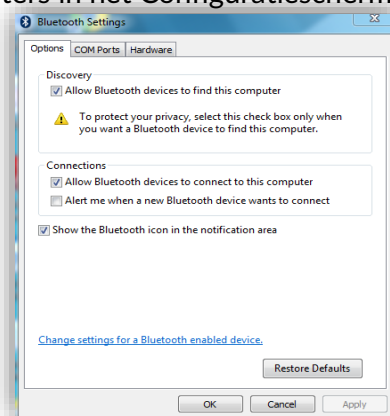 ters in het Configuratiescherm
Bluetooth Settings
Options COM Ports Hardware
Discovery
Allow Bluetooth devices to find this computer
To protect your privacy, select this check box only when
you want a Bluetooth device to find this computer.
Connections
Allow Bluetooth devices to connect to this computer
Alert me when a new Bluetooth device wants to connect
Show the Bluetooth icon in the notification area
Change settings for a Bluetooth enabled device.
Restore Defaults
OK Cancel Apply